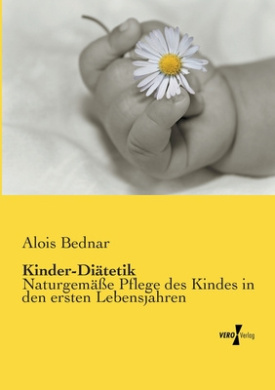 Alois Bednar
Kinder-Diätetik
Naturgemäße Pflege des Kindes in
den ersten Lebensjahren
VERO Verlag